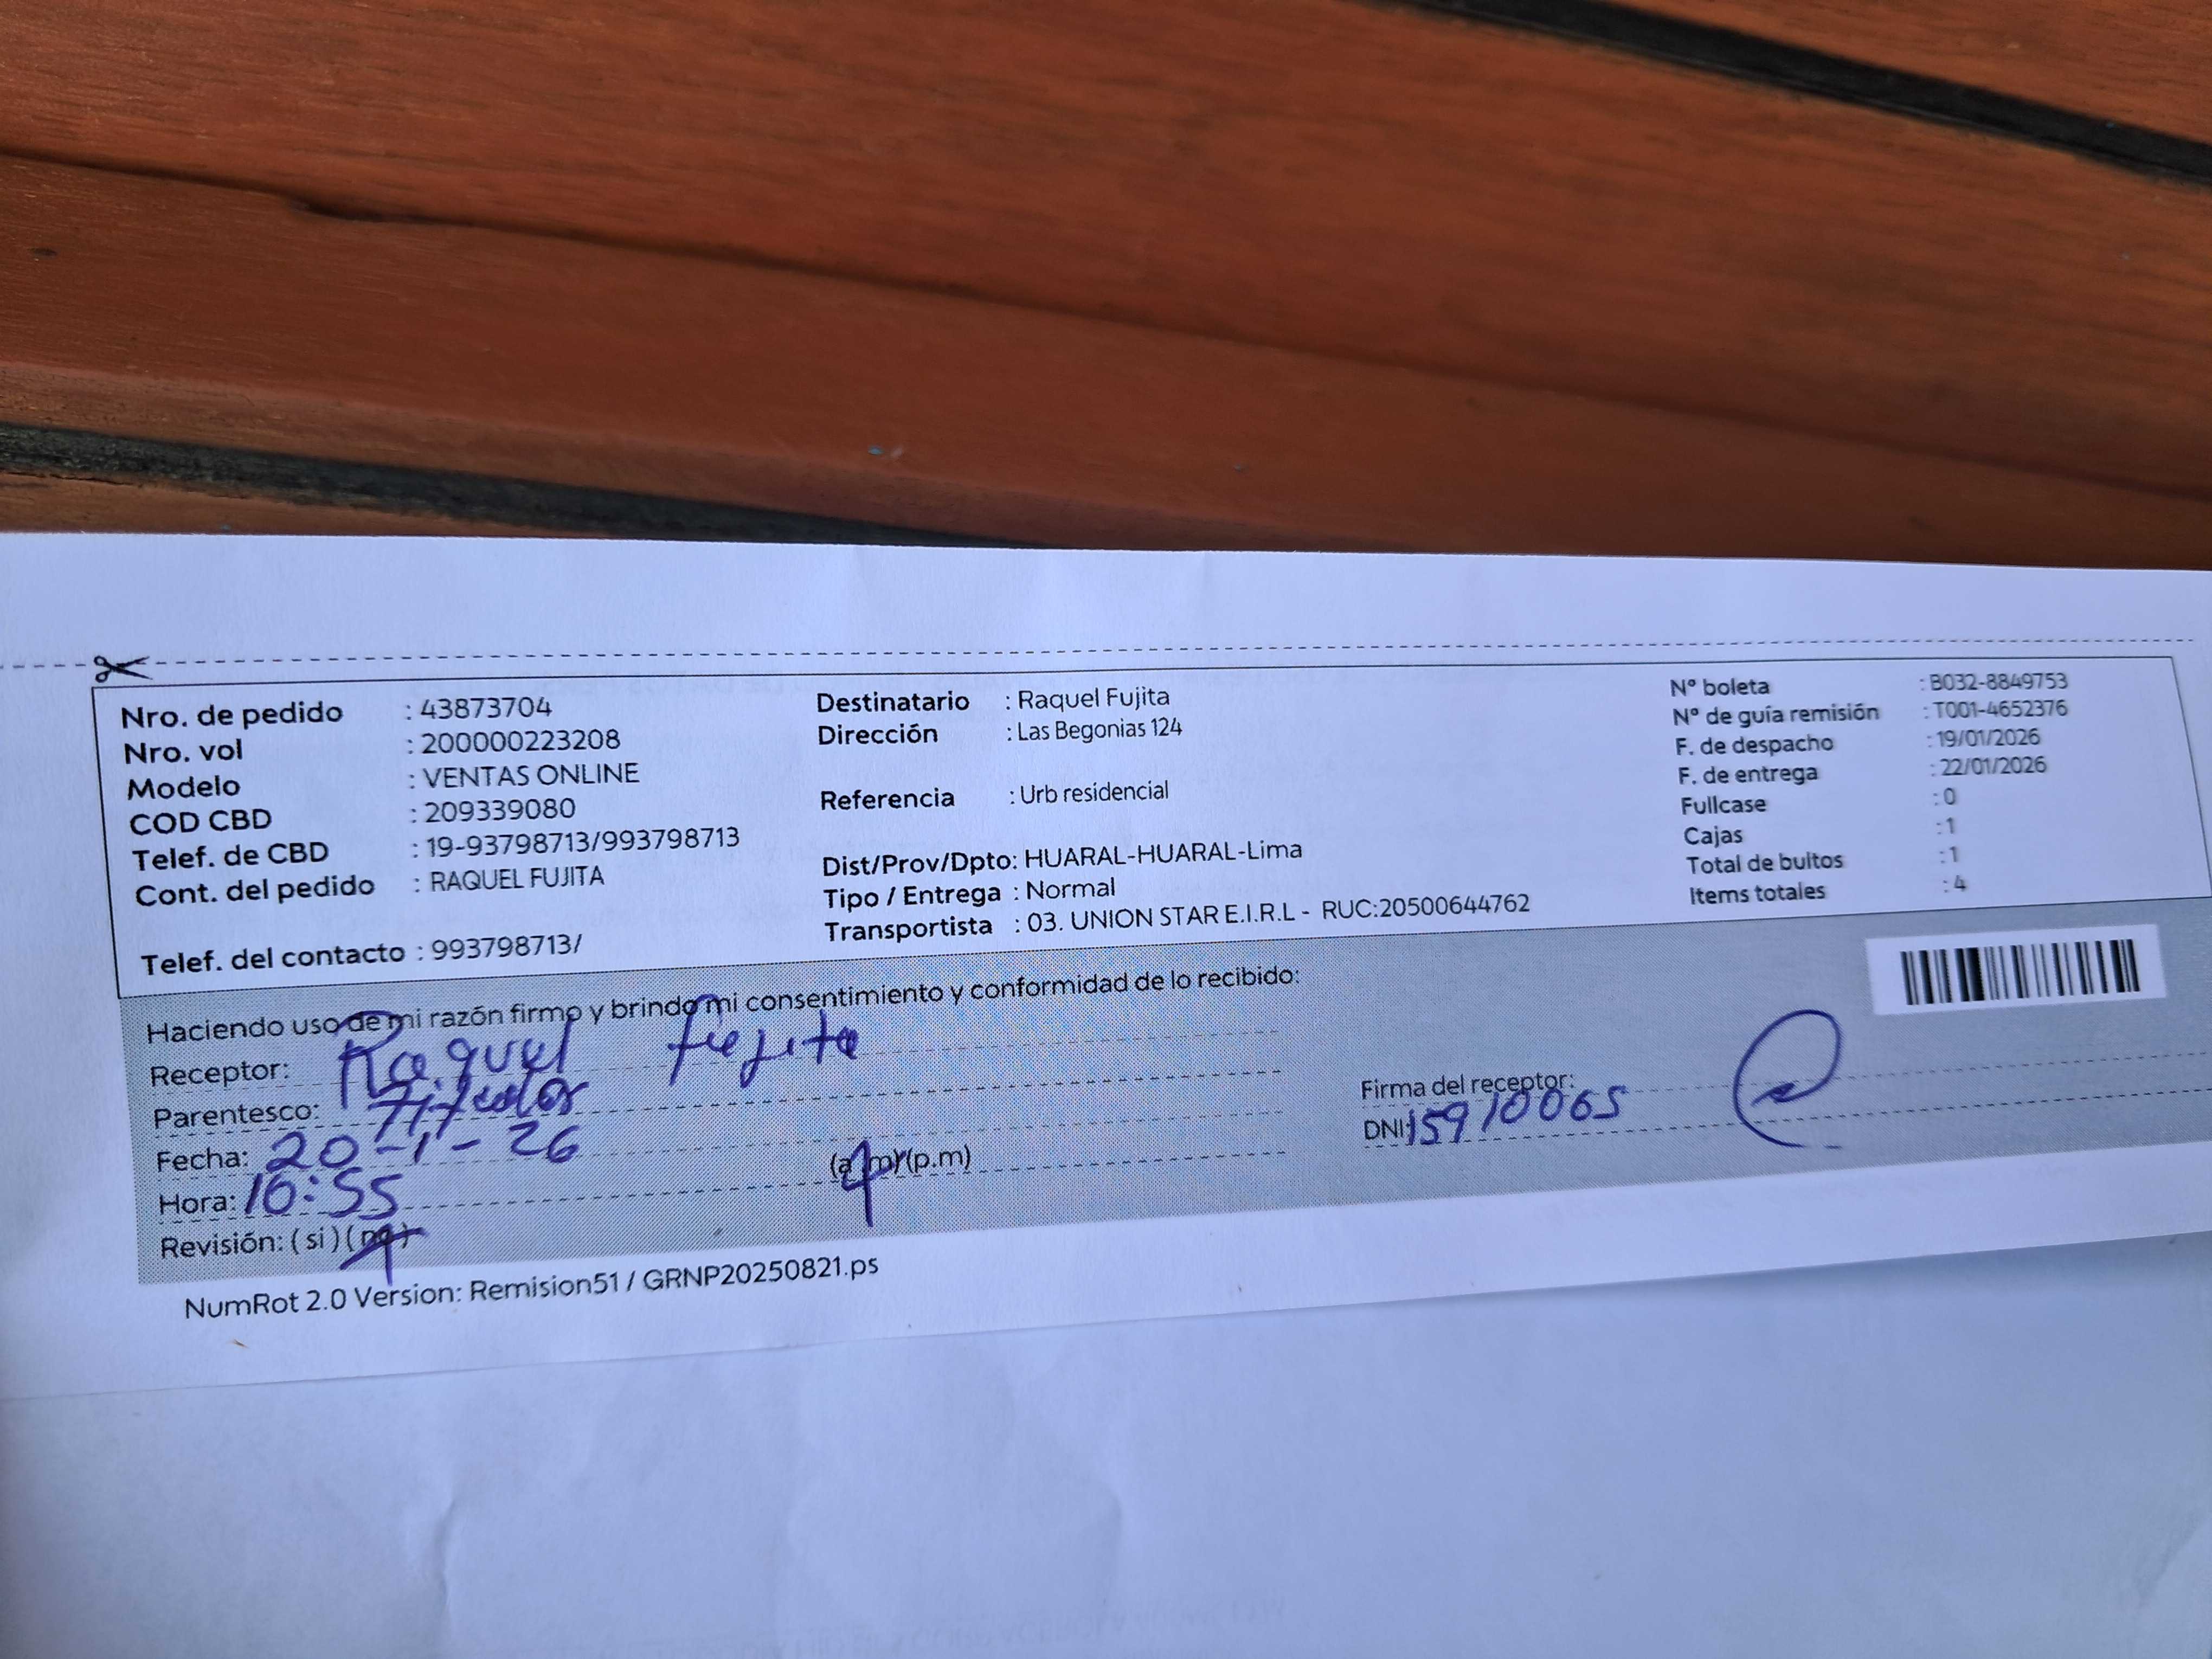 Nro. de pedido : 43873704
Nro. vol : 200000223208
Modelo : VENTAS ONLINE
COD CBD : 209339080
Telef. de CBD : 19-93798713/993798713
Cont. del pedido : RAQUEL FUJITA
Telef. del contacto : 993798713/
Destinatario : Raquel Fujita
Dirección : Las Begonias 124
Referencia : Urb residencial
Dist/Prov/Dpto: HUARAL-HUARAL-Lima
Tipo / Entrega : Normal
Transportista : 03. UNION STAR E.I.R.L - RUC:20500644762
Nº boleta : B032-8849753
Nº de guía remisión : T001-4652376
F. de despacho : 19/01/2026
F. de entrega : 22/01/2026
Fullcase : 0
Cajas : 1
Total de bultos : 1
Items totales : 4
Haciendo uso de mi razón firmo y brindo mi consentimiento y conformidad de lo recibido:
Receptor: Raquel Fujita
Parentesco: Titular
Fecha: 20-1-26
Hora: 10:55 (a.m)(p.m)
Revisión: ( si ) ( no )
Firma del receptor:
DNI: 15910065
NumRot 2.0 Version: Remision51 / GRNP20250821.ps